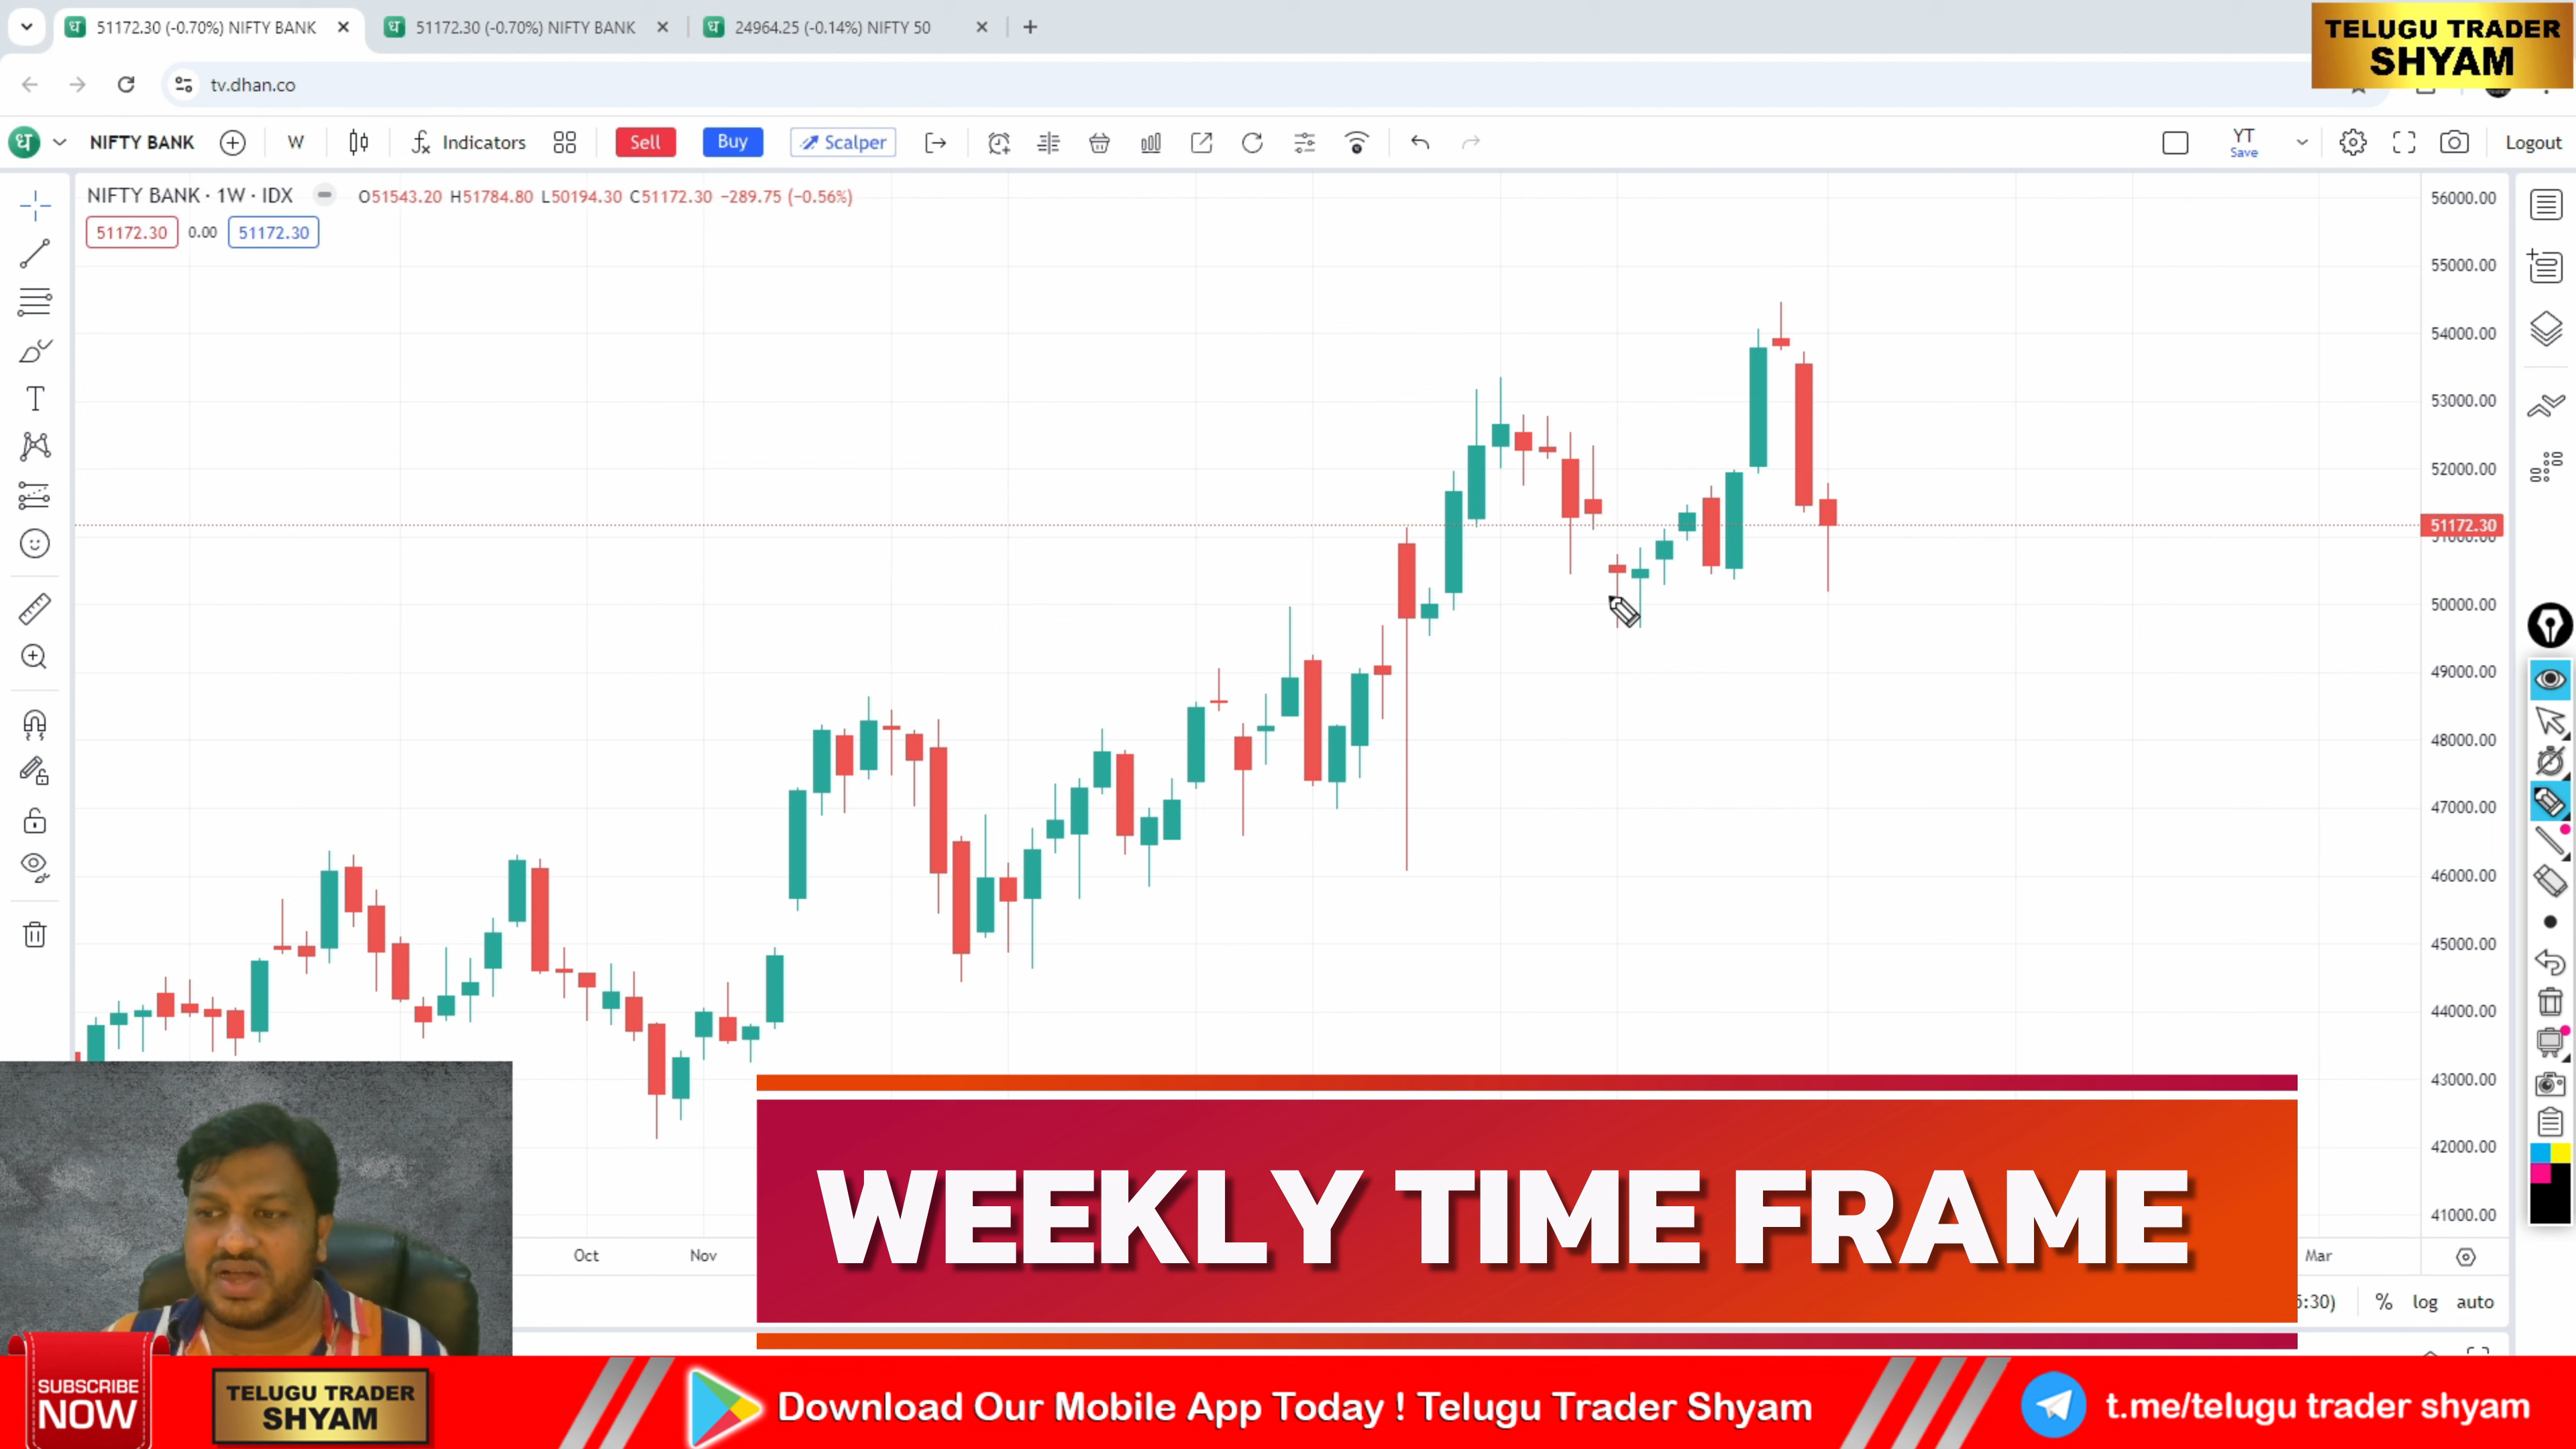 51172.30 (-0.70%) NIFTY BANK
51172.30 (-0.70%) NIFTY BANK
24964.25 (-0.14%) NIFTY 50
TELUGU TRADER
SHYAM
tv.dhan.co
NIFTY BANK
W
Indicators
Sell
Buy
Scalper
YT
Save
Logout
NIFTY BANK · 1W · IDX
O51543.20 H51784.80 L50194.30 C51172.30 −289.75 (−0.56%)
51172.30 0.00 51172.30
56000.00
55000.00
54000.00
53000.00
52000.00
51172.30
51000.00
50000.00
49000.00
48000.00
47000.00
46000.00
45000.00
44000.00
43000.00
42000.00
41000.00
Oct
Nov
Mar
WEEKLY TIME FRAME
5:30)
%
log
auto
SUBSCRIBE
NOW
TELUGU TRADER
SHYAM
Download Our Mobile App Today ! Telugu Trader Shyam
t.me/telugu trader shyam